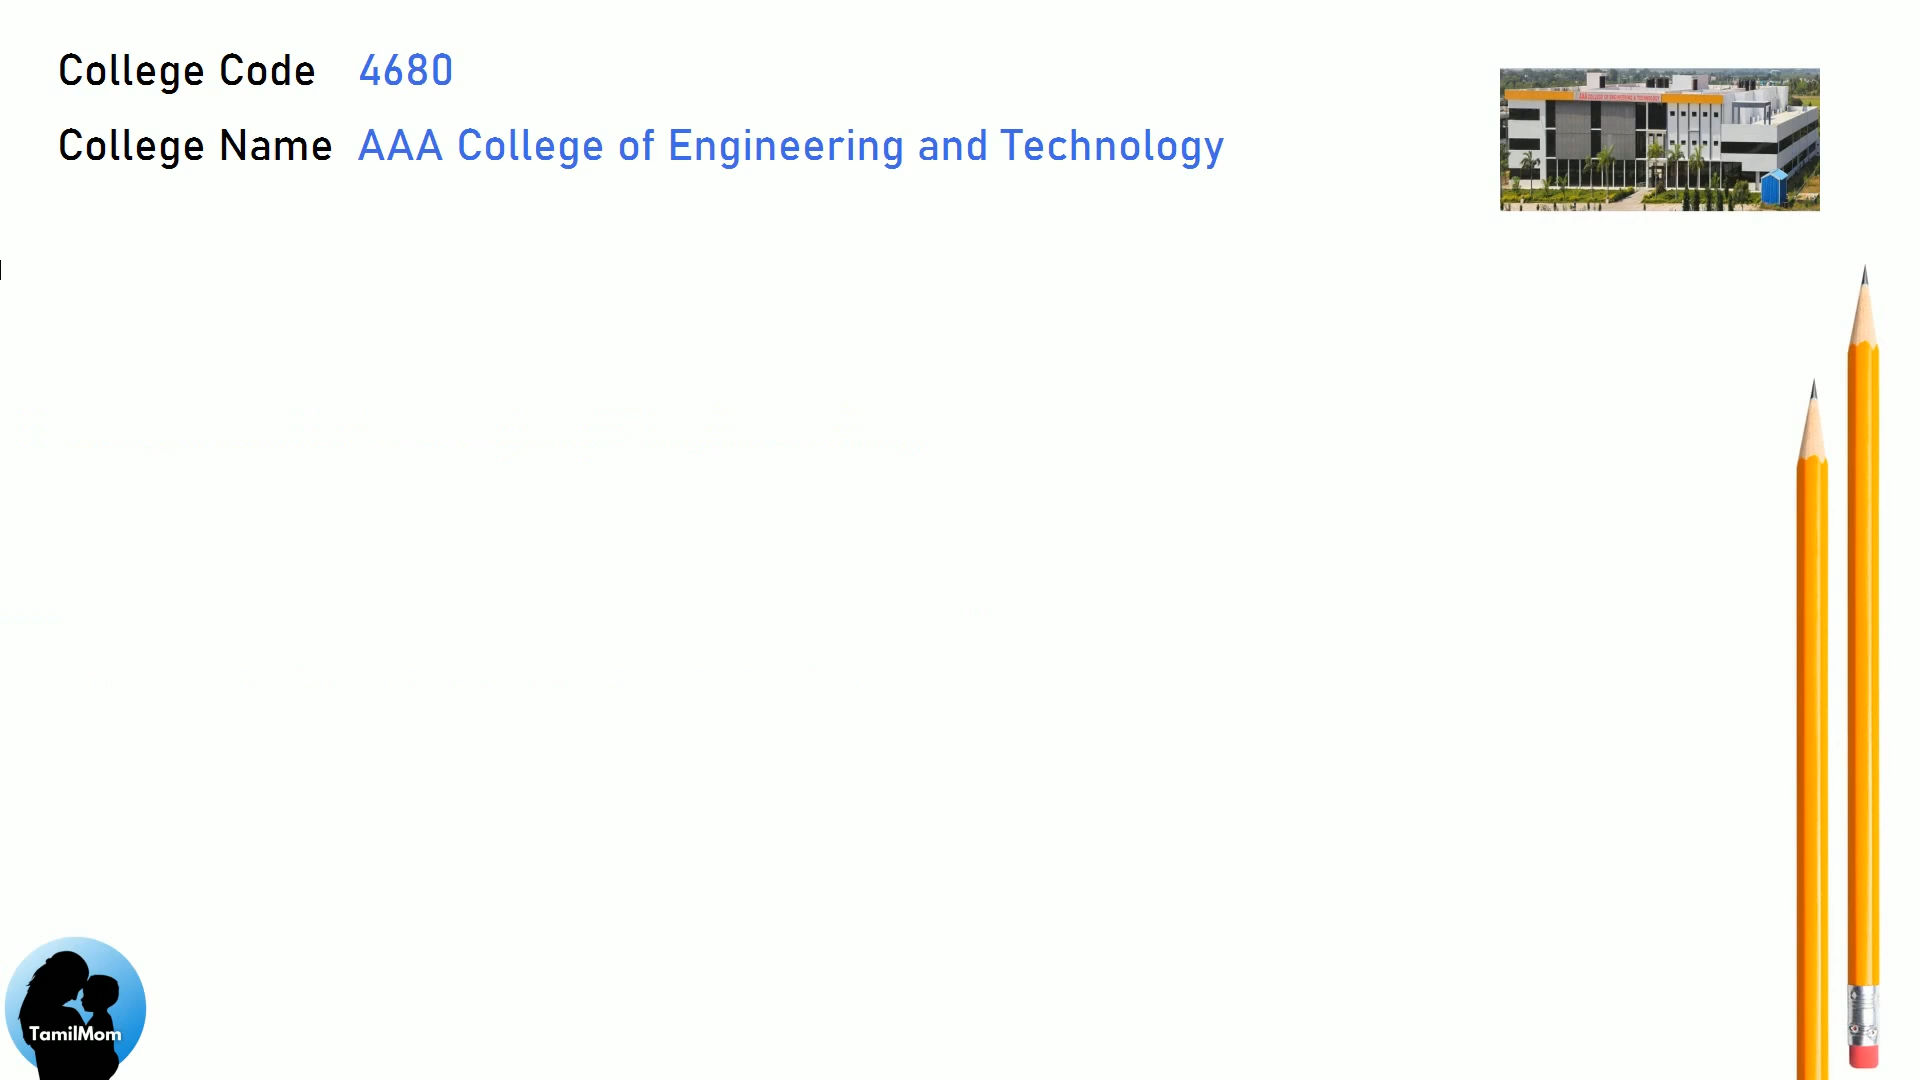 College Code 4680
College Name AAA College of Engineering and Technology
TamilMom